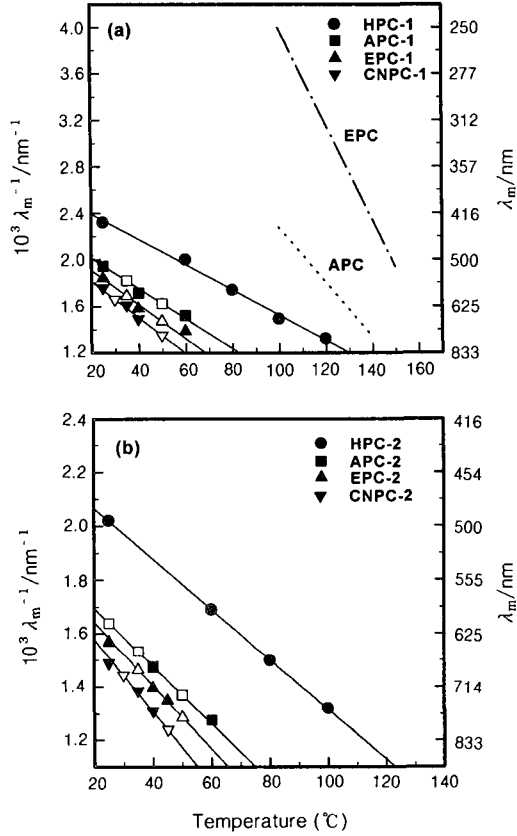 (a)
HPC-1
APC-1
EPC-1
CNPC-1
EPC
APC
10³ λm⁻¹/nm⁻¹
4.0
3.6
3.2
2.8
2.4
2.0
1.6
1.2
λm/nm
250
277
312
357
416
500
625
833
20 40 60 80 100 120 140 160
(b)
HPC-2
APC-2
EPC-2
CNPC-2
10³ λm⁻¹/nm⁻¹
2.4
2.2
2.0
1.8
1.6
1.4
1.2
λm/nm
416
454
500
555
625
714
833
20 40 60 80 100 120 140
Temperature (℃)